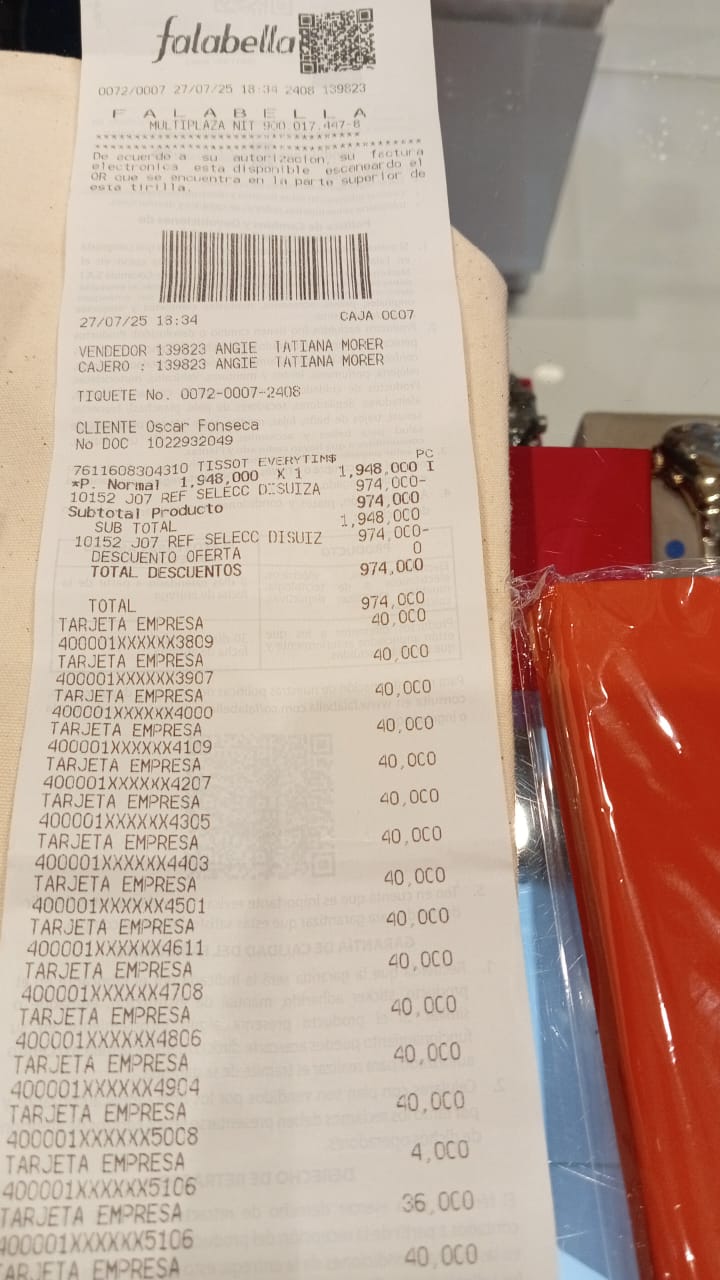 falabella
0072/0007 27/07/25 18:34 2408 139823
F A L A B E L L A
MULTIPLAZA NIT 900.017.447-8
De acuerdo a su autorizacion, su factura
electronica esta disponible escaneardo el
QR que se encuentra en la parte superior de
esta tirilla.
27/07/25 18:34 CAJA 0007
VENDEDOR 139823 ANGIE TATIANA MORER
CAJERO : 139823 ANGIE TATIANA MORER
TIQUETE No. 0072-0007-2408
CLIENTE Oscar Fonseca
No DOC 1022932049
PC
7611608304310 TISSOT EVERYTIM$ 1,948,000 I
*P. Normal 1,948,000 X 1 974,000-
10152 J07 REF SELECC DISUIZA 974,000
Subtotal Producto 1,948,000
SUB TOTAL 974,000-
10152 J07 REF SELECC DISUIZ 0
DESCUENTO OFERTA
TOTAL DESCUENTOS 974,000
TOTAL 974,000
TARJETA EMPRESA 40,000
400001XXXXXX3809
TARJETA EMPRESA 40,000
400001XXXXXX3907
TARJETA EMPRESA 40,000
400001XXXXXX4000
TARJETA EMPRESA 40,000
400001XXXXXX4109
TARJETA EMPRESA 40,000
400001XXXXXX4207
TARJETA EMPRESA 40,000
400001XXXXXX4305
TARJETA EMPRESA 40,000
400001XXXXXX4403
TARJETA EMPRESA 40,000
400001XXXXXX4501
TARJETA EMPRESA 40,000
400001XXXXXX4611
TARJETA EMPRESA 40,000
400001XXXXXX4708
TARJETA EMPRESA 40,000
400001XXXXXX4806
TARJETA EMPRESA 40,000
400001XXXXXX4904
TARJETA EMPRESA 40,000
400001XXXXXX5008
TARJETA EMPRESA 4,000
400001XXXXXX5106
TARJETA EMPRESA 36,000
400001XXXXXX5106
TARJETA EMPRESA 40,000